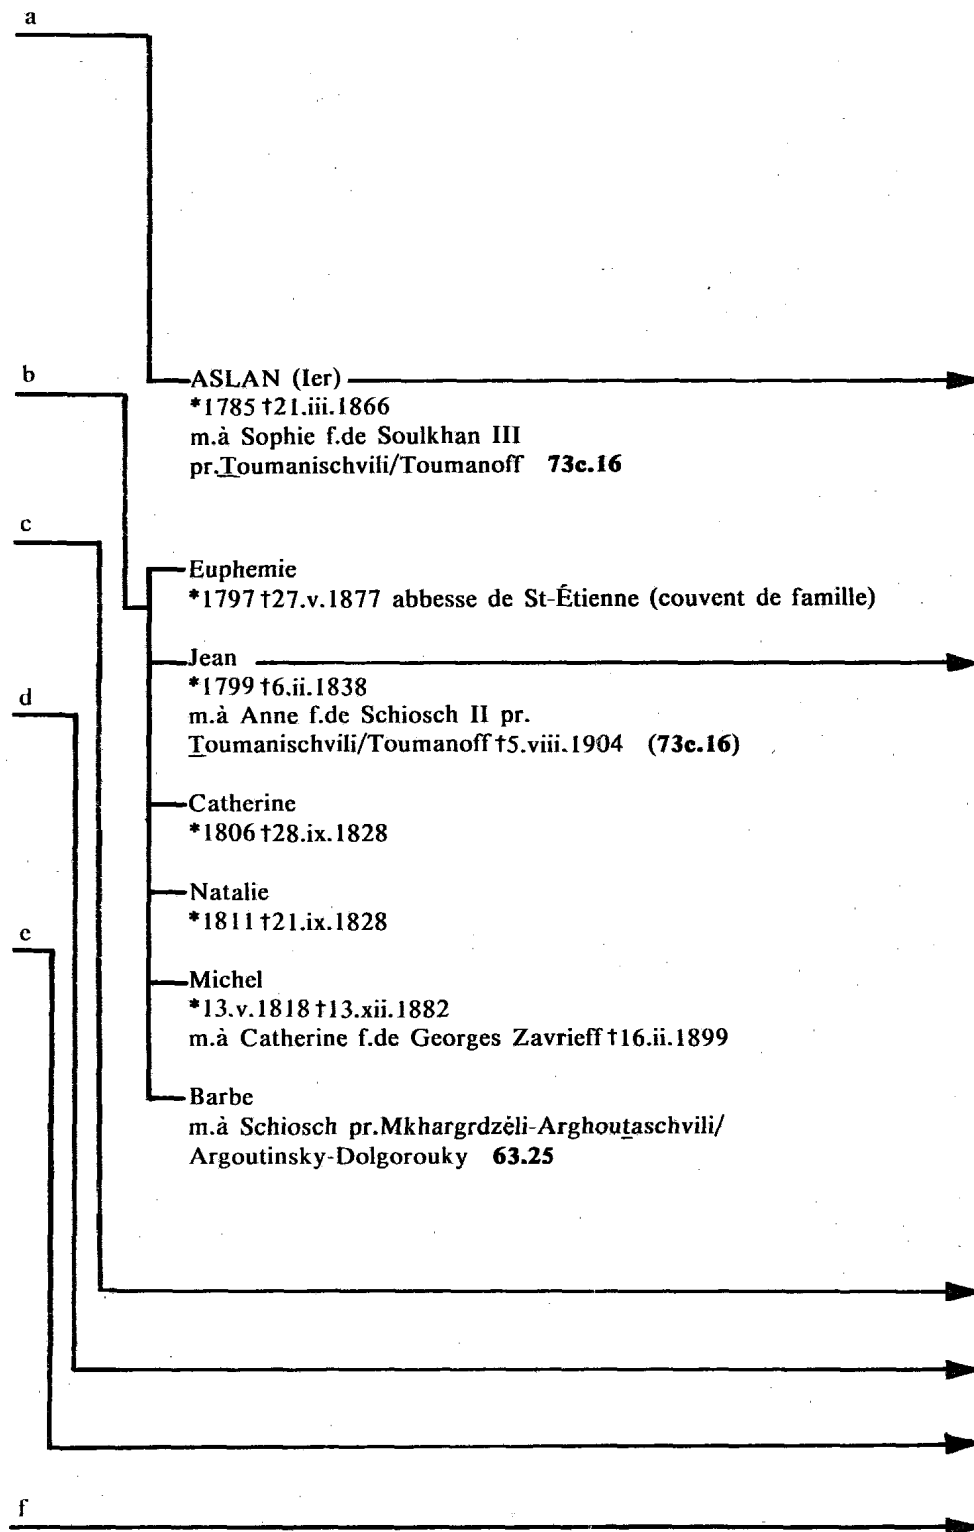 a
b
ASLAN (Ier)
*1785 †21.iii.1866
m.à Sophie f.de Soulkhan III
pr.Toumanischvili/Toumanoff 73c.16
c
Euphemie
*1797 †27.v.1877 abbesse de St-Étienne (couvent de famille)
Jean
*1799 †6.ii.1838
d
m.à Anne f.de Schiosch II pr.
Toumanischvili/Toumanoff †5.viii.1904 (73c.16)
Catherine
*1806 †28.ix.1828
Natalie
*1811 †21.ix.1828
e
Michel
*13.v.1818 †13.xii.1882
m.à Catherine f.de Georges Zavrieff †16.ii.1899
Barbe
m.à Schiosch pr.Mkhargrdzéli-Arghoutaschvili/
Argoutinsky-Dolgorouky 63.25
f